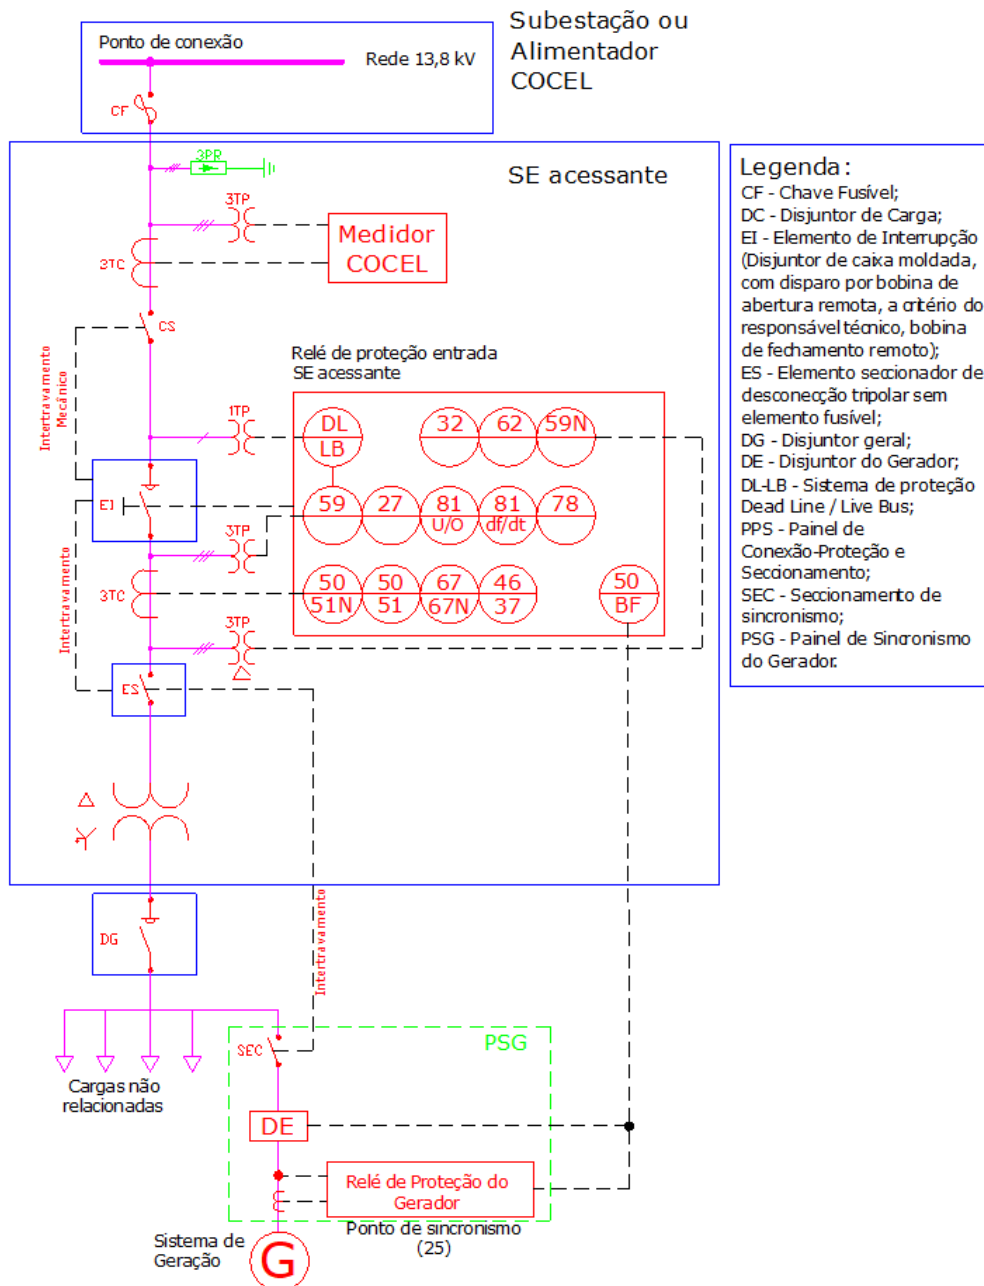 Subestação ou
Alimentador
COCEL
Ponto de conexão
Rede 13,8 kV
CF
3PR
SE acessante
3TP
Medidor
COCEL
3TC
CS
Intertravamento
Mecânico
Relé de proteção entrada
SE acessante
1TP
DL
LB
32
62
59N
EI
59
27
81
U/O
81
df/dt
78
3TP
3TC
50
51N
50
51
67
67N
46
37
50
BF
Intertravamento
3TP
ES
Legenda:
CF - Chave Fusível;
DC - Disjuntor de Carga;
EI - Elemento de Interrupção
(Disjuntor de caixa moldada,
com disparo por bobina de
abertura remota, a critério do
responsável técnico, bobina
de fechamento remoto);
ES - Elemento seccionador de
desconecção tripolar sem
elemento fusível;
DG - Disjuntor geral;
DE - Disjuntor do Gerador;
DL-LB - Sistema de proteção
Dead Line / Live Bus;
PPS - Painel de
Conexão-Proteção e
Seccionamento;
SEC - Seccionamento de
sincronismo;
PSG - Painel de Sincronismo
do Gerador.
DG
Intertravamento
Cargas não
relacionadas
SEC
PSG
DE
Relé de Proteção do
Gerador
Ponto de sincronismo
(25)
Sistema de
Geração
G